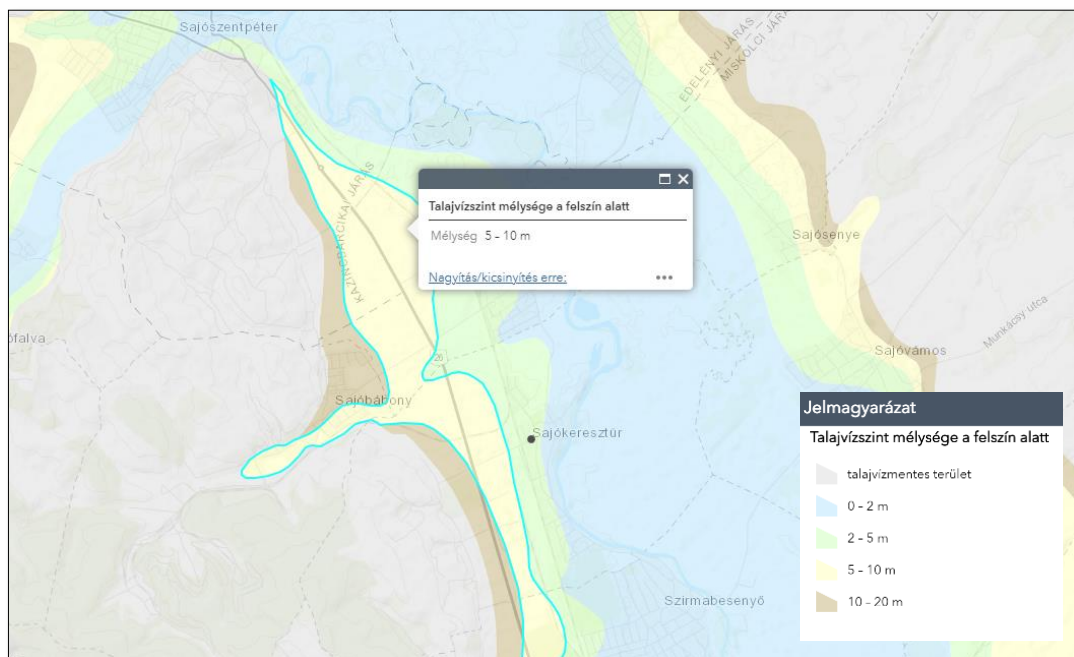 Sajószentpéter
EDELÉNYI JÁRÁS
MISKOLCI JÁRÁS
KAZINCBARCIKAI JÁRÁS
Talajvízszint mélysége a felszín alatt
Mélység 5 - 10 m
Nagyítás/kicsinyítés erre:
Sajósenye
Munkácsy utca
ófalva
Sajóvámos
26
Sajóbábony
Sajókeresztúr
Szirmabesenyő
Jelmagyarázat
Talajvízszint mélysége a felszín alatt
talajvízmentes terület
0 - 2 m
2 - 5 m
5 - 10 m
10 - 20 m